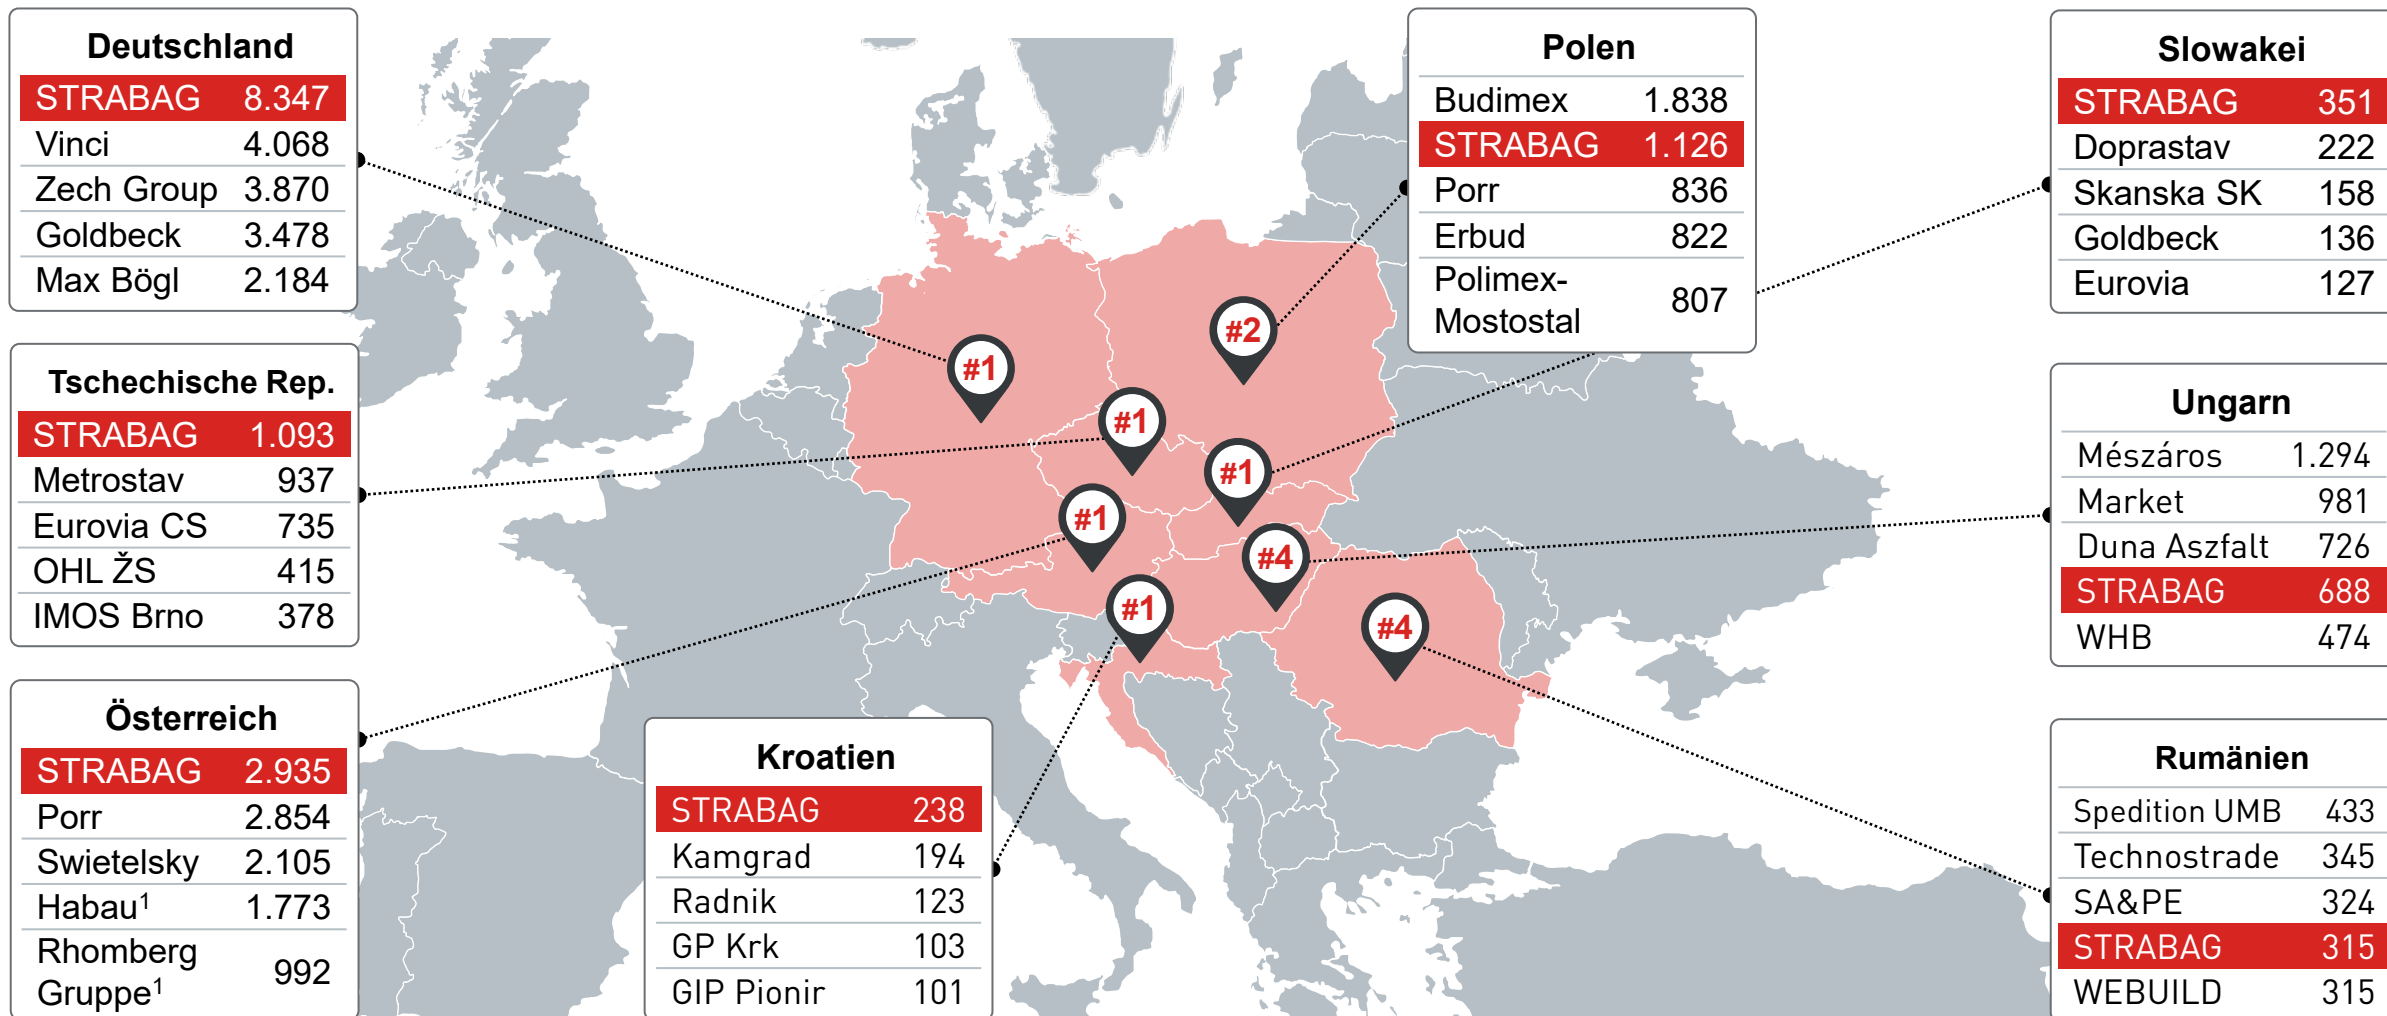 Deutschland
STRABAG 8.347
Vinci 4.068
Zech Group 3.870
Goldbeck 3.478
Max Bögl 2.184
Tschechische Rep.
STRABAG 1.093
Metrostav 937
Eurovia CS 735
OHL ŽS 415
IMOS Brno 378
Österreich
STRABAG 2.935
Porr 2.854
Swietelsky 2.105
Habau¹ 1.773
Rhomberg
Gruppe¹ 992
Kroatien
STRABAG 238
Kamgrad 194
Radnik 123
GP Krk 103
GIP Pionir 101
#1
#2
#1
#1
#1
#4
#1
#4
Polen
Budimex 1.838
STRABAG 1.126
Porr 836
Erbud 822
Polimex-
Mostostal 807
Slowakei
STRABAG 351
Doprastav 222
Skanska SK 158
Goldbeck 136
Eurovia 127
Ungarn
Mészáros 1.294
Market 981
Duna Aszfalt 726
STRABAG 688
WHB 474
Rumänien
Spedition UMB 433
Technostrade 345
SA&PE 324
STRABAG 315
WEBUILD 315